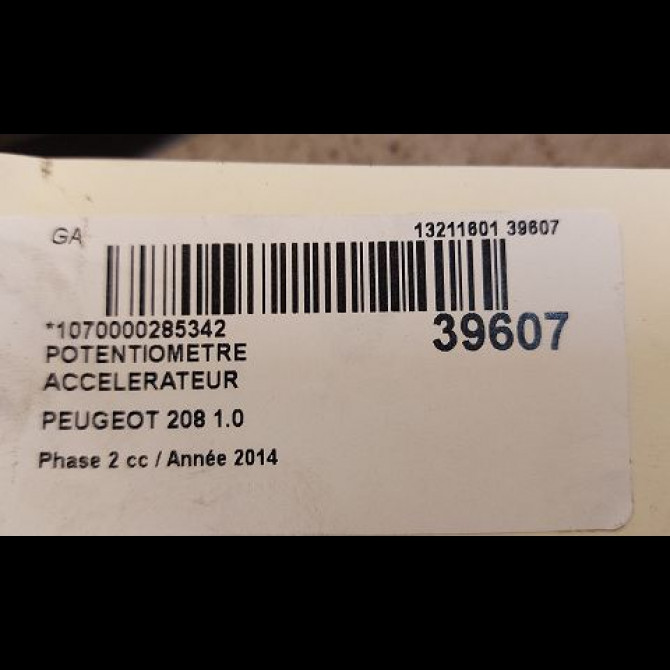 GA 13211601 39607
*1070000285342 39607
POTENTIOMETRE
ACCELERATEUR
PEUGEOT 208 1.0
Phase 2 cc / Année 2014